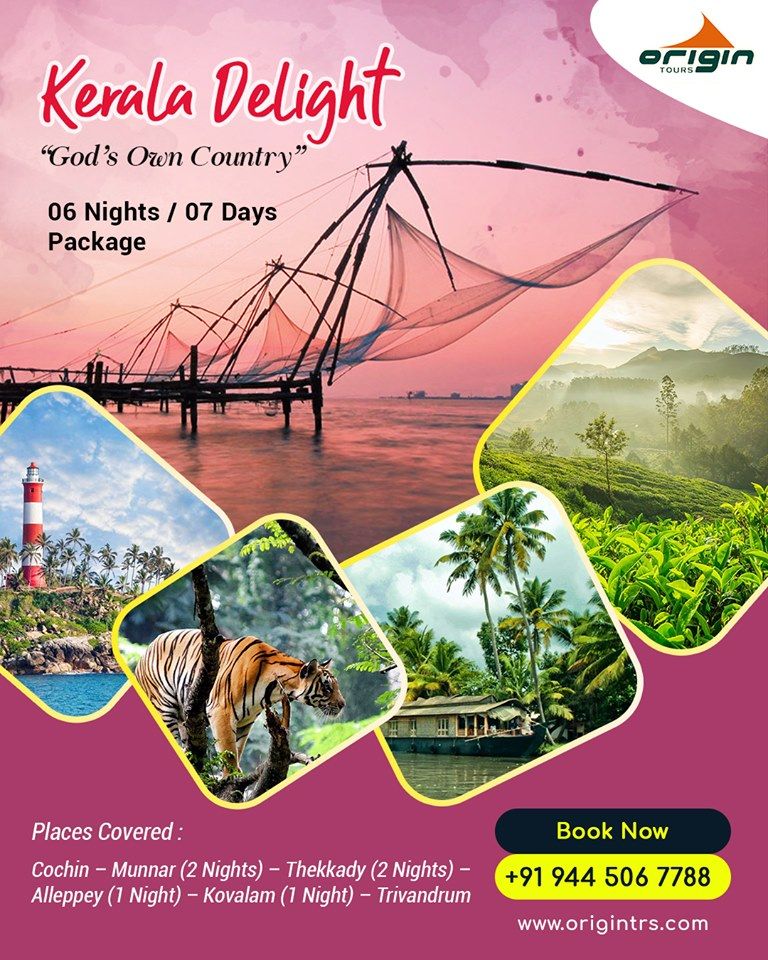 origin
TOURS
Kerala Delight
“God’s Own Country”
06 Nights / 07 Days
Package
Places Covered :
Cochin – Munnar (2 Nights) – Thekkady (2 Nights) –
Alleppey (1 Night) – Kovalam (1 Night) – Trivandrum
Book Now
+91 944 506 7788
www.origintrs.com